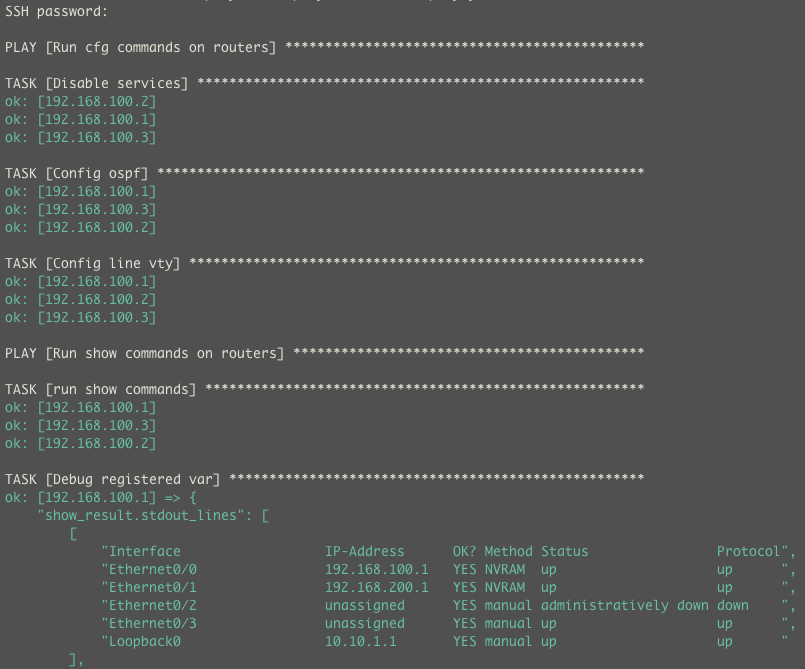 SSH password:
PLAY [Run cfg commands on routers] *********************************************
TASK [Disable services] ********************************************************
ok: [192.168.100.2]
ok: [192.168.100.1]
ok: [192.168.100.3]
TASK [Config ospf] *************************************************************
ok: [192.168.100.1]
ok: [192.168.100.3]
ok: [192.168.100.2]
TASK [Config line vty] *********************************************************
ok: [192.168.100.1]
ok: [192.168.100.2]
ok: [192.168.100.3]
PLAY [Run show commands on routers] ********************************************
TASK [run show commands] *******************************************************
ok: [192.168.100.1]
ok: [192.168.100.3]
ok: [192.168.100.2]
TASK [Debug registered var] ****************************************************
ok: [192.168.100.1] => {
    "show_result.stdout_lines": [
        [
            "Interface                  IP-Address      OK? Method Status                Protocol",
            "Ethernet0/0                192.168.100.1   YES NVRAM  up                    up      ",
            "Ethernet0/1                192.168.200.1   YES NVRAM  up                    up      ",
            "Ethernet0/2                unassigned      YES manual administratively down down    ",
            "Ethernet0/3                unassigned      YES manual up                    up      ",
            "Loopback0                  10.10.1.1       YES manual up                    up      "
        ],